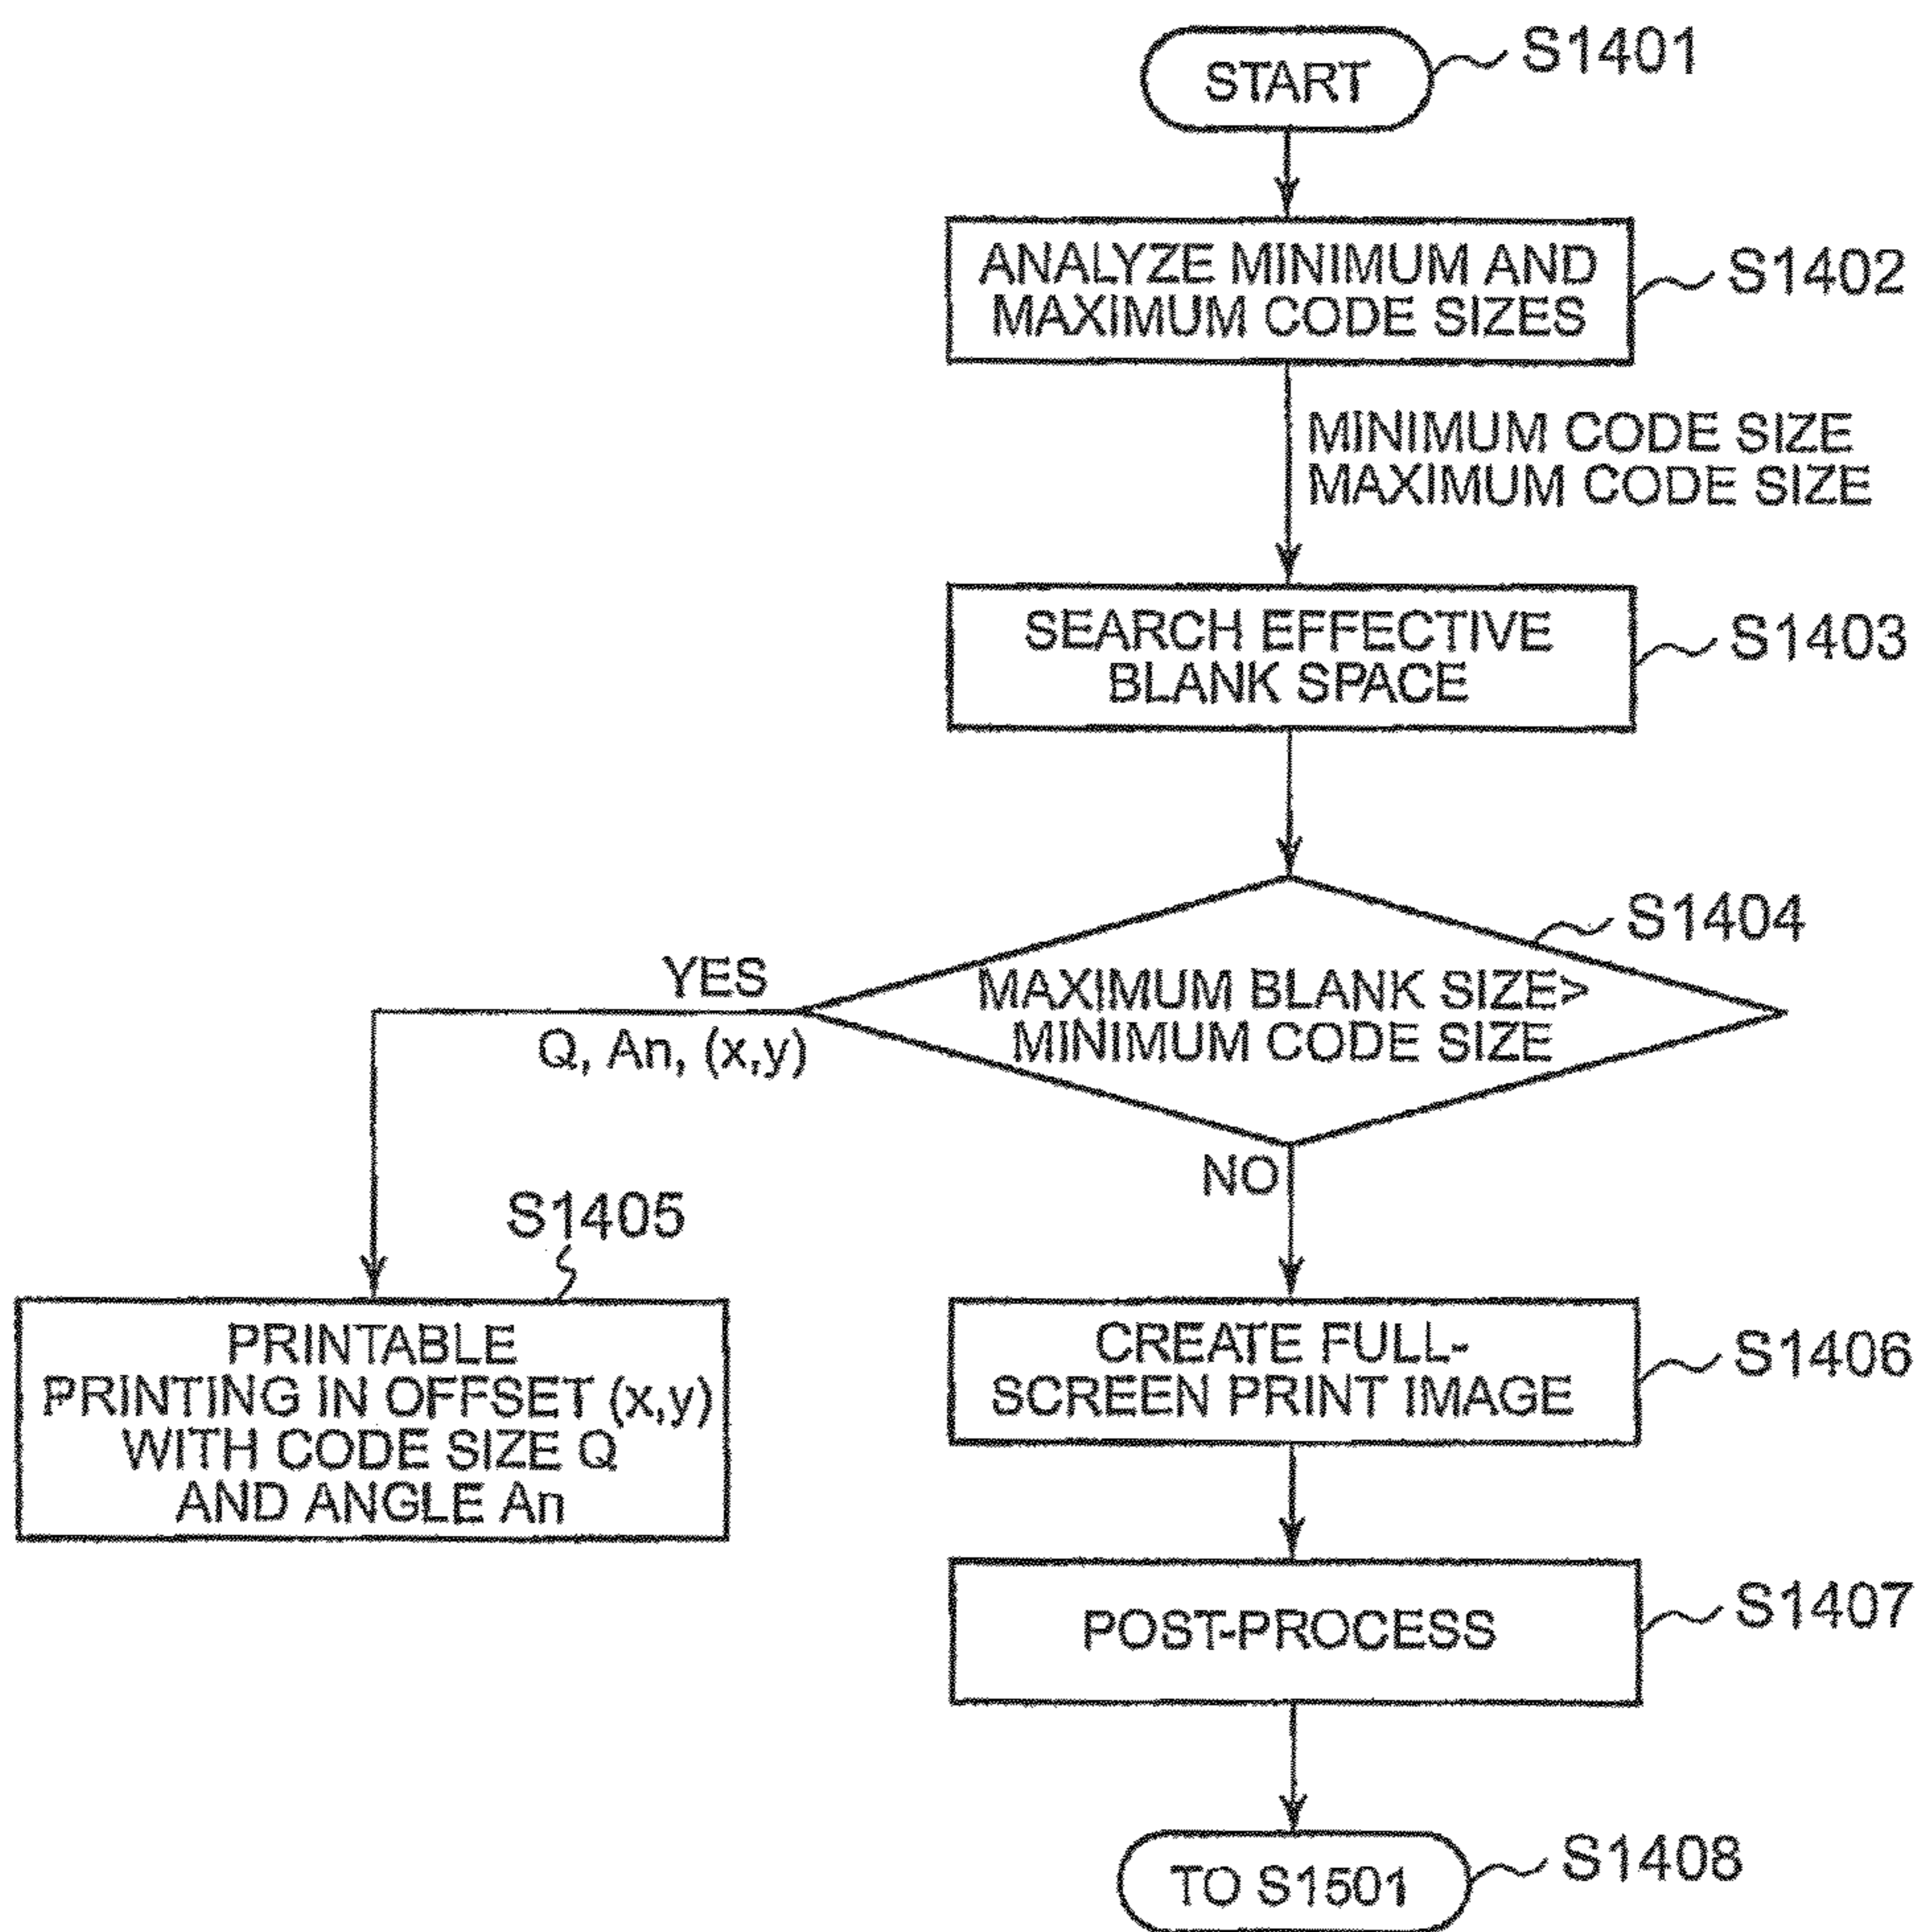 START
S1401
ANALYZE MINIMUM AND
MAXIMUM CODE SIZES
S1402
MINIMUM CODE SIZE
MAXIMUM CODE SIZE
SEARCH EFFECTIVE
BLANK SPACE
S1403
S1404
MAXIMUM BLANK SIZE>
MINIMUM CODE SIZE
YES
Q, An, (x,y)
NO
S1405
PRINTABLE
PRINTING IN OFFSET (x,y)
WITH CODE SIZE Q
AND ANGLE An
CREATE FULL-
SCREEN PRINT IMAGE
S1406
POST-PROCESS
S1407
TO S1501
S1408